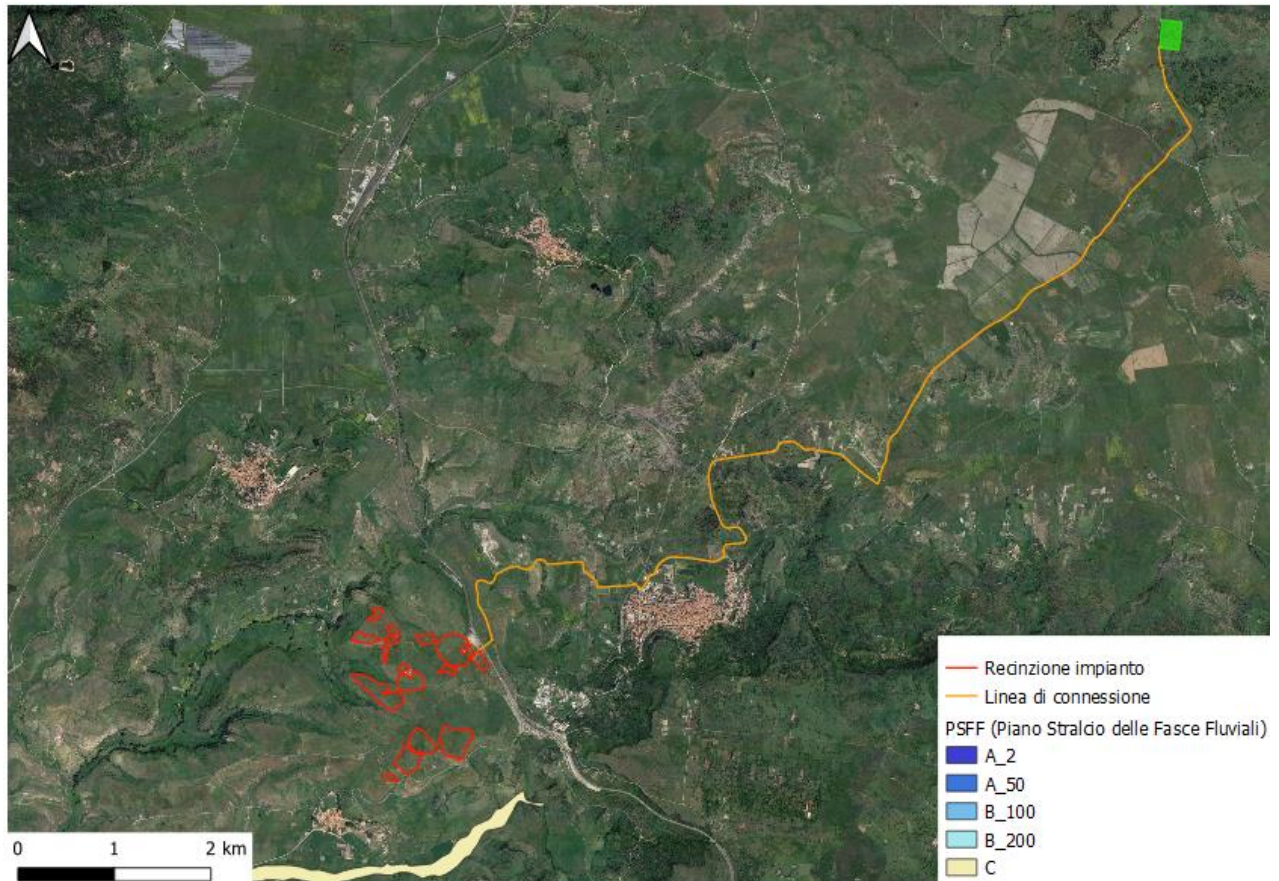 Recinzione impianto
Linea di connessione
PSFF (Piano Stralcio delle Fasce Fluviali)
A_2
A_50
B_100
B_200
C
0 1 2 km